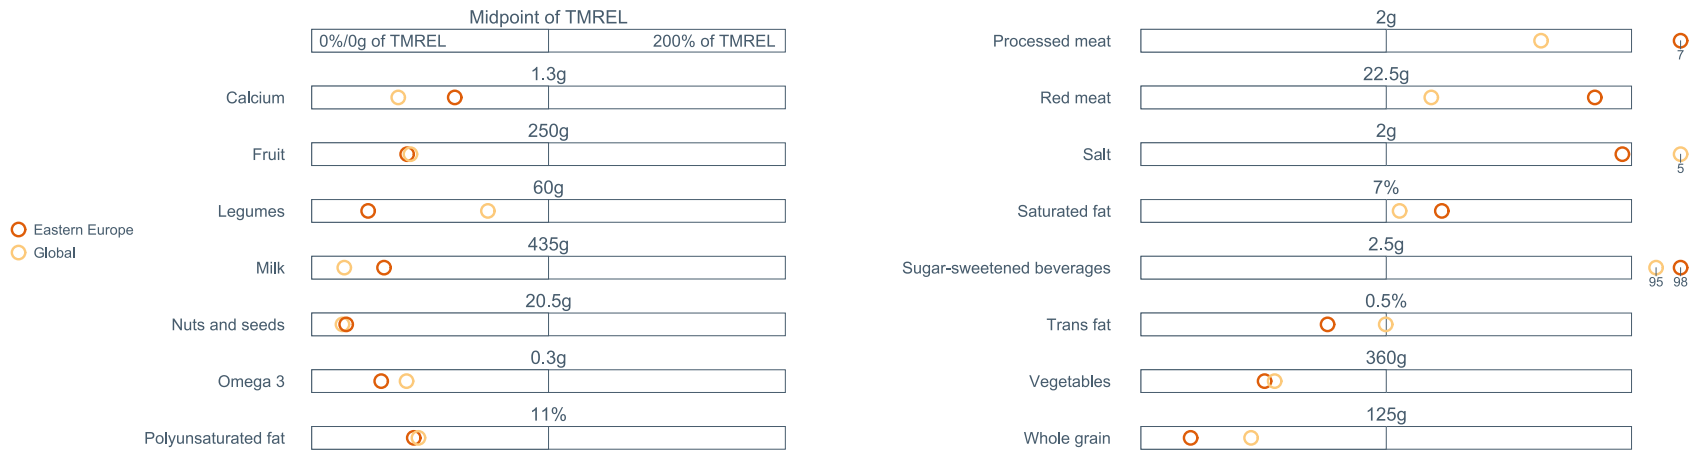 Midpoint of TMREL
0%/0g of TMREL 200% of TMREL
1.3g
Calcium
250g
Fruit
60g
Legumes
435g
Milk
20.5g
Nuts and seeds
0.3g
Omega 3
11%
Polyunsaturated fat
Eastern Europe
Global
2g
Processed meat
7
22.5g
Red meat
2g
Salt
5
7%
Saturated fat
2.5g
Sugar-sweetened beverages
95 98
0.5%
Trans fat
360g
Vegetables
125g
Whole grain